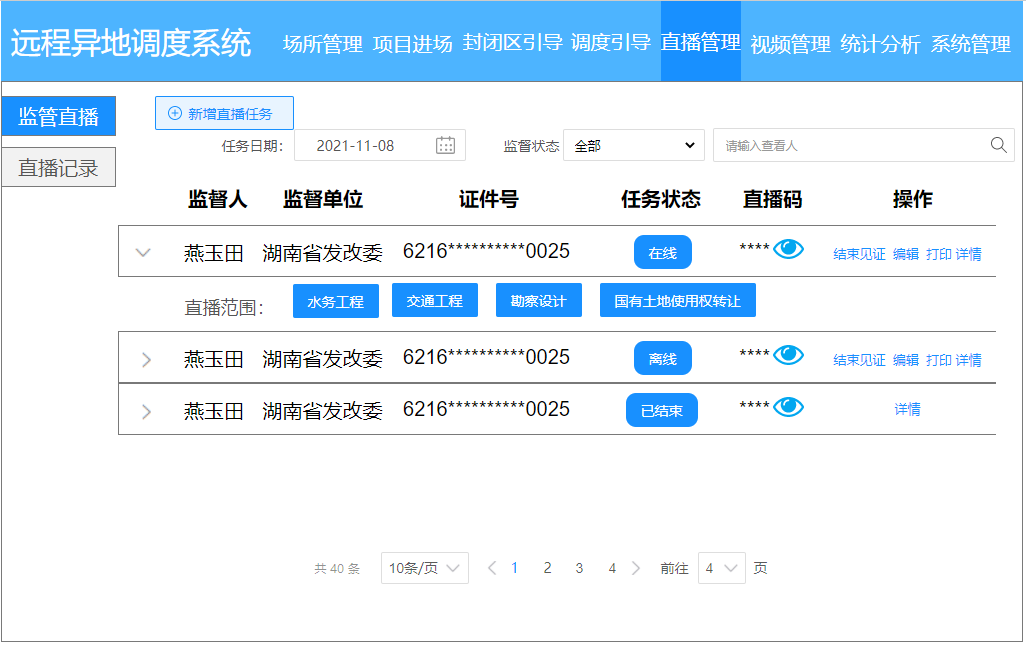 远程异地调度系统 场所管理 项目进场 封闭区引导 调度引导 直播管理 视频管理 统计分析 系统管理
监管直播
新增直播任务
直播记录
任务日期: 2021-11-08 监督状态 全部 请输入查看人
监督人 监督单位 证件号 任务状态 直播码 操作
燕玉田 湖南省发改委 6216**********0025 在线 **** 结束见证 编辑 打印 详情
直播范围: 水务工程 交通工程 勘察设计 国有土地使用权转让
燕玉田 湖南省发改委 6216**********0025 离线 **** 结束见证 编辑 打印 详情
燕玉田 湖南省发改委 6216**********0025 已结束 **** 详情
共 40 条 10条/页 1 2 3 4 前往 4 页